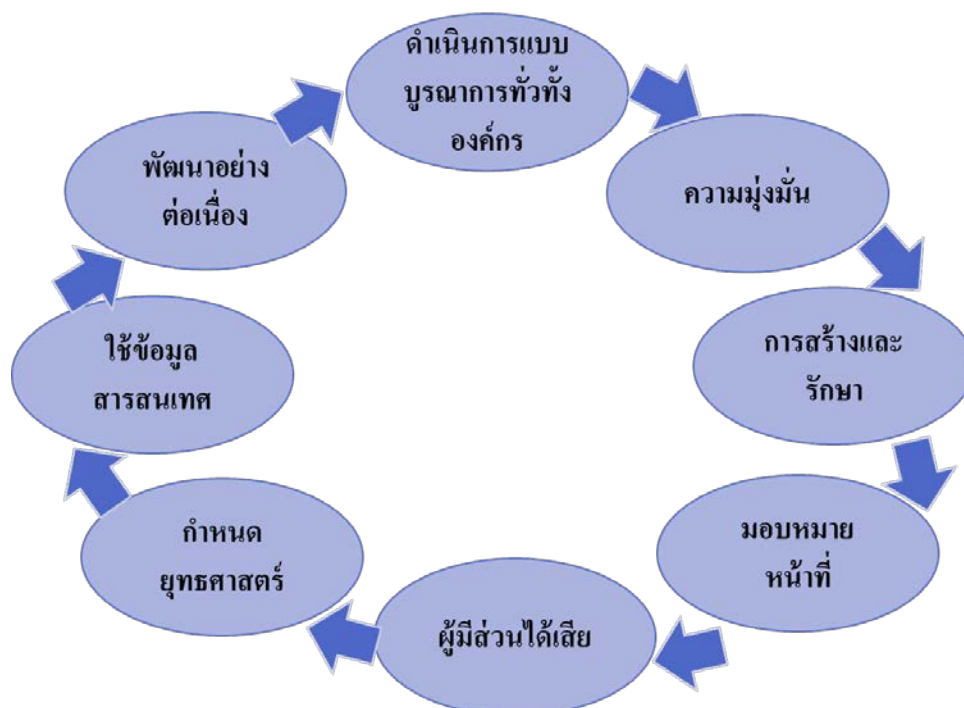 ดำเนินการแบบ
บูรณาการทั่วทั้ง
องค์กร
ความมุ่งมั่น
การสร้างและ
รักษา
มอบหมาย
หน้าที่
ผู้มีส่วนได้เสีย
กำหนด
ยุทธศาสตร์
ใช้ข้อมูล
สารสนเทศ
พัฒนาอย่าง
ต่อเนื่อง